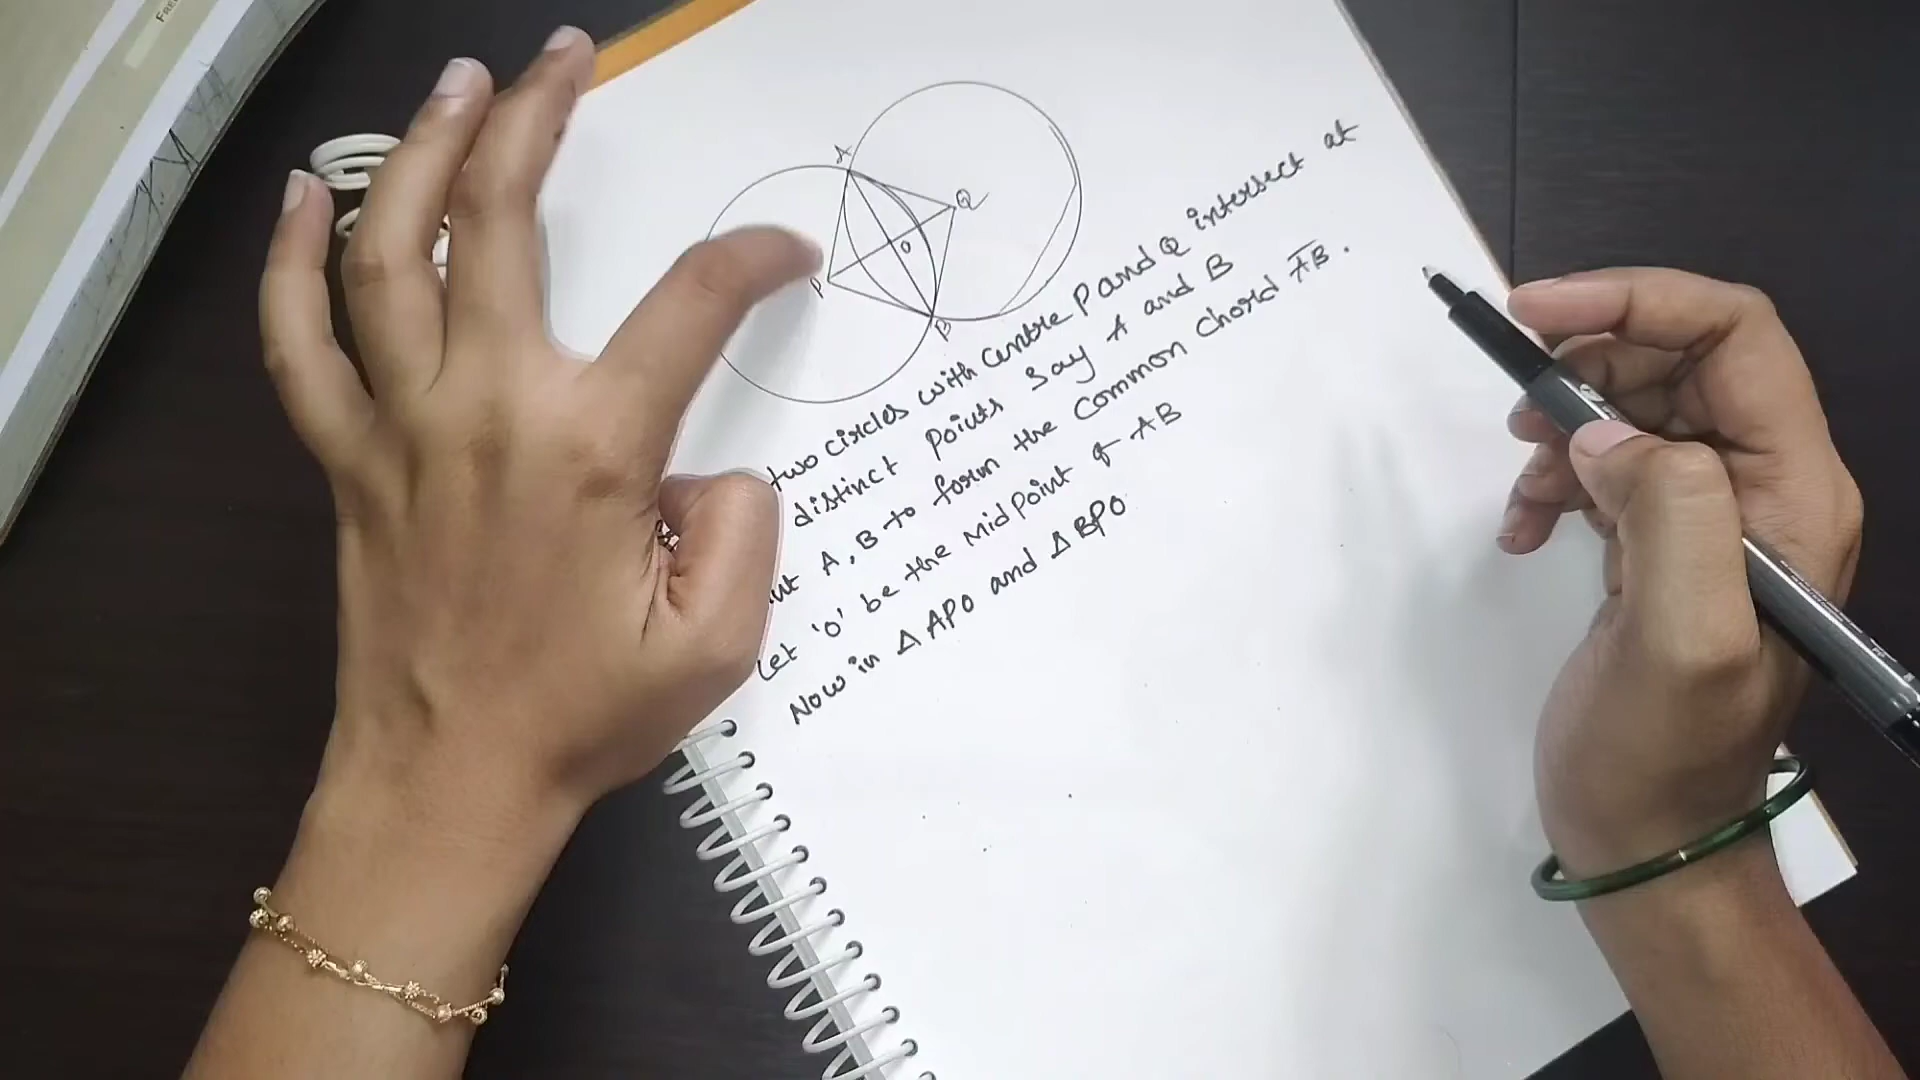 A
Q
O
P
B
two circles with centre P and Q intersect at
distinct points say A and B
A, B to form the common chord AB.
Let 'O' be the midpoint of AB
Now in Δ APO and Δ BPO